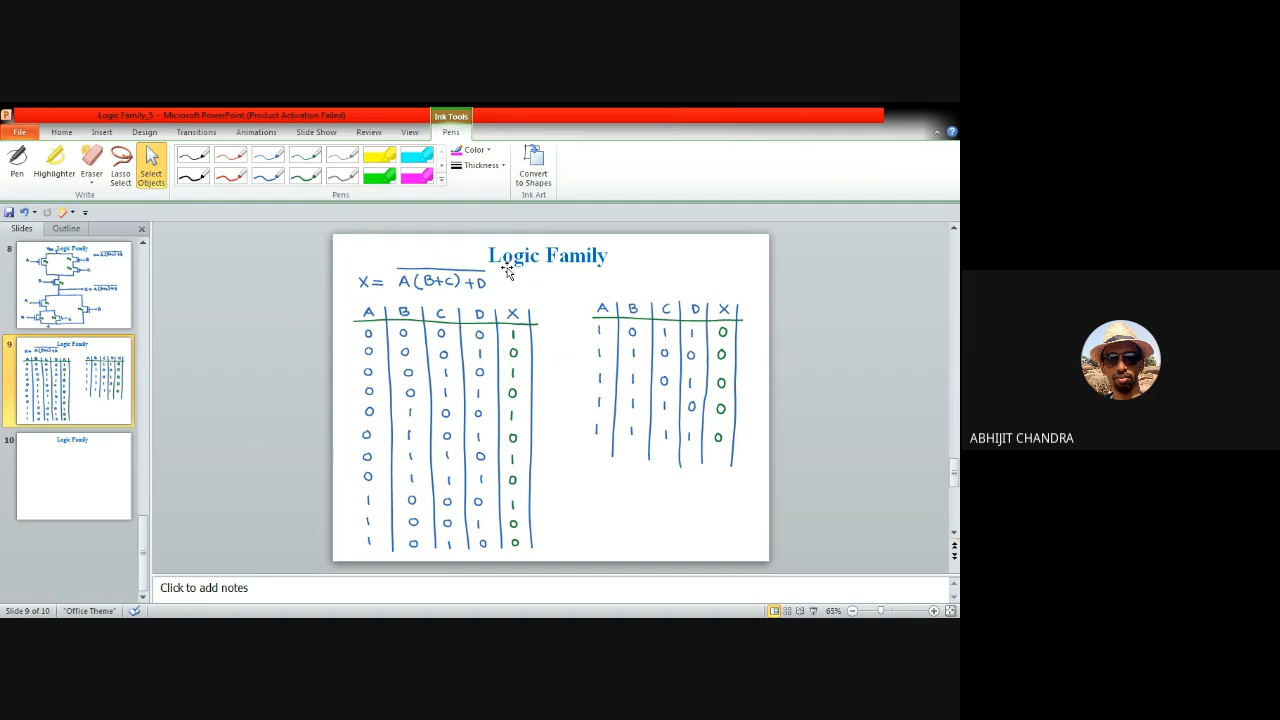 Logic Family_5 - Microsoft PowerPoint (Product Activation Failed)
Ink Tools
File Home Insert Design Transitions Animations Slide Show Review View Pens
Pen Highlighter Eraser Lasso Select Select Objects
Color
Thickness
Convert to Shapes
Write Pens Ink Art
Slides Outline
8
Logic Family
9
10
Logic Family
Logic Family
X = A(B+C)+D
A B C D X
0 0 0 0 1
0 0 0 1 0
0 0 1 0 1
0 0 1 1 0
0 1 0 0 1
0 1 0 1 0
0 1 1 0 1
0 1 1 1 0
1 0 0 0 1
1 0 0 1 0
1 0 1 0 0
A B C D X
1 0 1 1 0
1 1 0 0 0
1 1 0 1 0
1 1 1 0 0
1 1 1 1 0
Click to add notes
Slide 9 of 10 "Office Theme" 65%
ABHIJIT CHANDRA